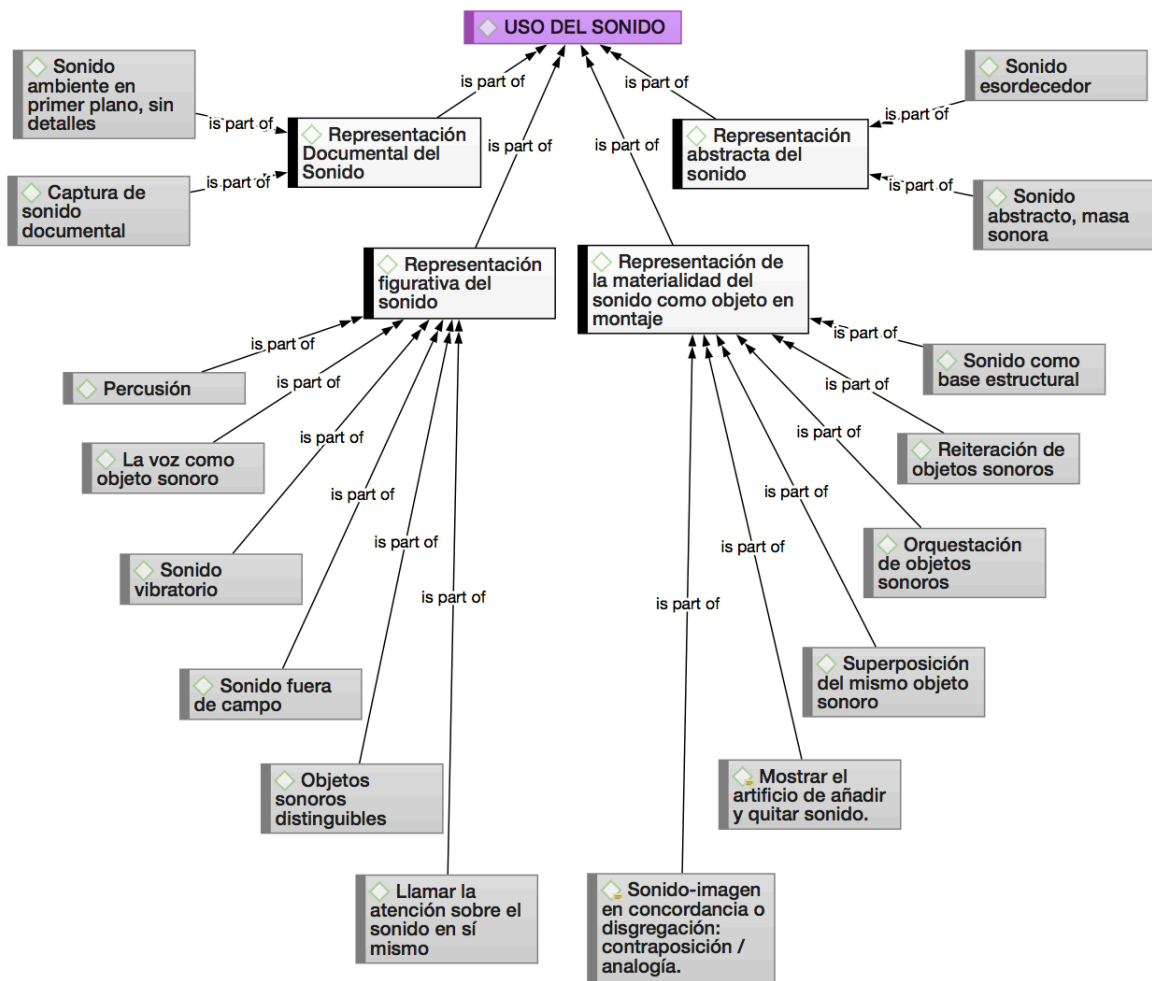 USO DEL SONIDO
is part of
is part of
is part of
is part of
Sonido
ambiente en
primer plano, sin
detalles
is part of
Captura de
sonido
documental
is part of
Representación
Documental del
Sonido
Representación
abstracta del
sonido
Sonido
esordecedor
is part of
Sonido
abstracto, masa
sonora
is part of
Representación
figurativa del
sonido
Representación de
la materialidad del
sonido como objeto en
montaje
Percusión
is part of
La voz como
objeto sonoro
is part of
Sonido
vibratorio
is part of
Sonido fuera
de campo
is part of
Objetos
sonoros
distinguibles
is part of
Llamar la
atención sobre el
sonido en sí
mismo
is part of
Sonido como
base estructural
is part of
Reiteración de
objetos sonoros
is part of
Orquestación
de objetos
sonoros
is part of
Superposición
del mismo objeto
sonoro
is part of
Mostrar el
artificio de añadir
y quitar sonido.
is part of
Sonido-imagen
en concordancia o
disgregación:
contraposición /
analogía.
is part of